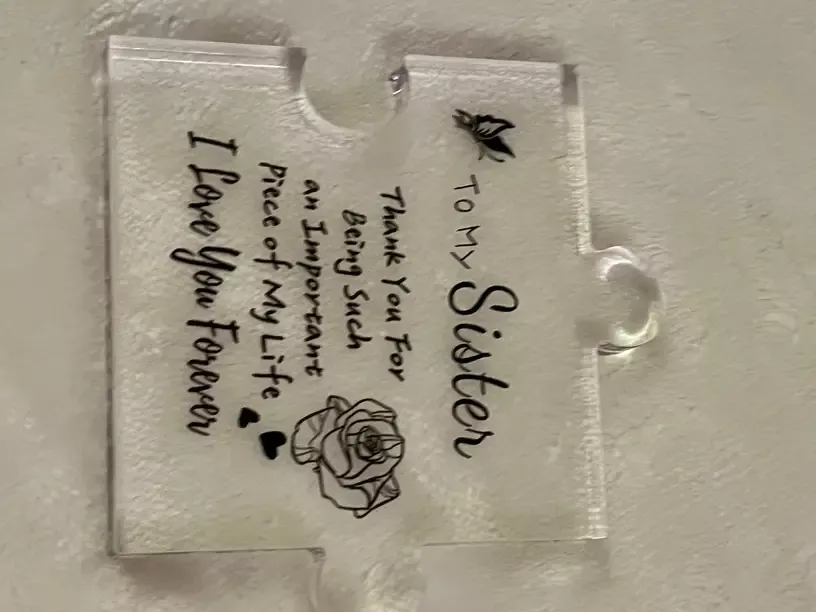 To My Sister
Thank You For
Being Such
an Important
Piece of My Life
I Love You Forever